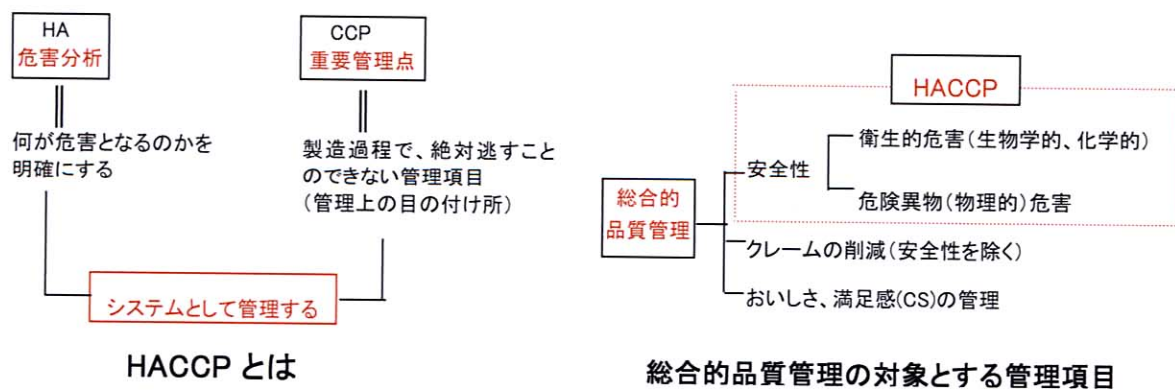 HA
危害分析
CCP
重要管理点
何が危害となるのかを
明確にする
製造過程で、絶対逃すこと
のできない管理項目
(管理上の目の付け所)
システムとして管理する
HACCP とは
HACCP
総合的
品質管理
安全性
衛生的危害(生物学的、化学的)
危険異物(物理的)危害
クレームの削減(安全性を除く)
おいしさ、満足感(CS)の管理
総合的品質管理の対象とする管理項目